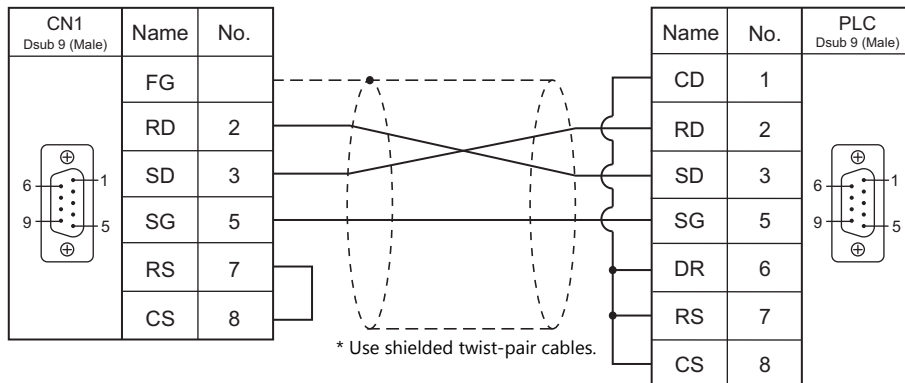 CN1
Dsub 9 (Male)
Name No.
FG
RD 2
SD 3
SG 5
RS 7
CS 8
6 1
9 5
* Use shielded twist-pair cables.
Name No.
PLC
Dsub 9 (Male)
CD 1
RD 2
SD 3
SG 5
DR 6
RS 7
CS 8
6 1
9 5